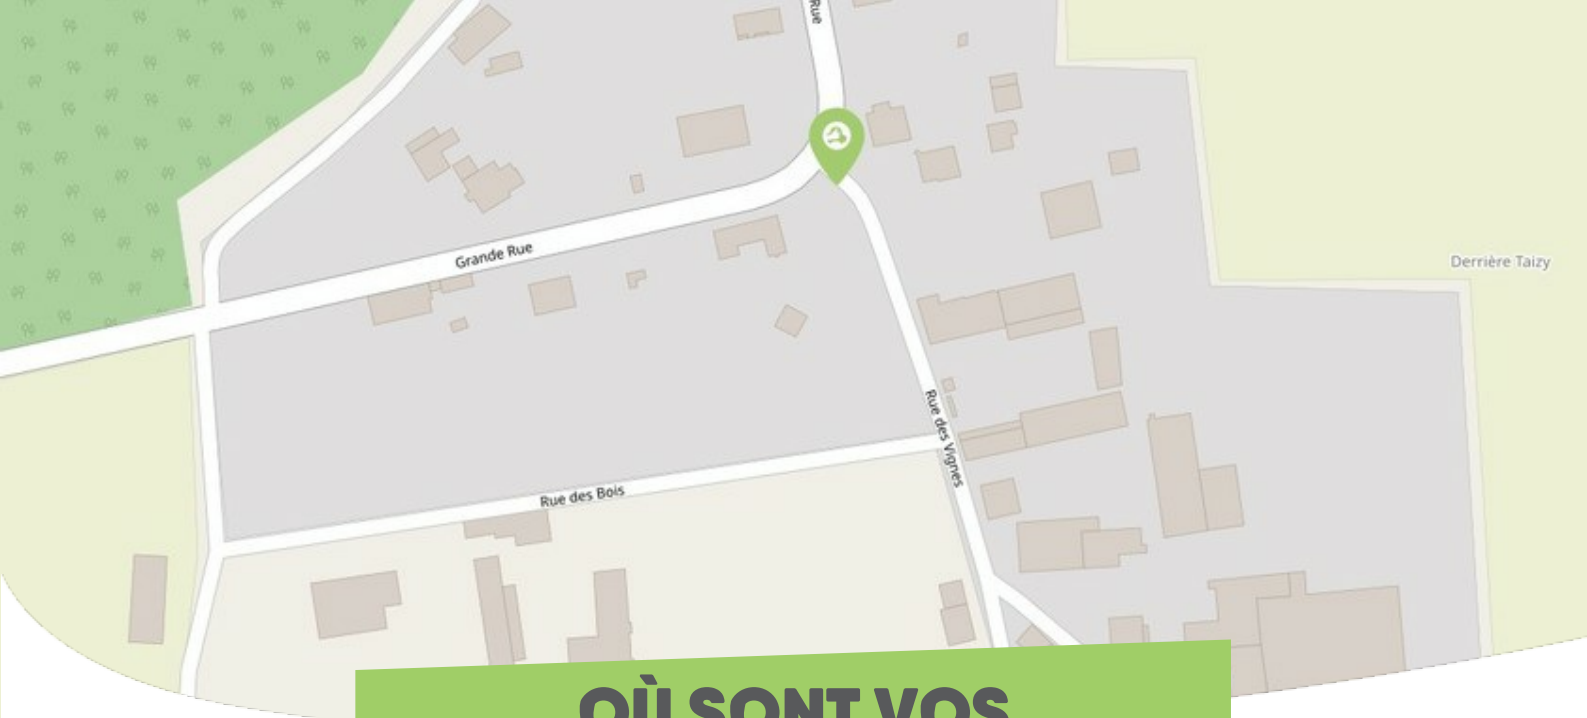 Rue
Grande Rue
Derrière Taizy
Rue des Vignes
Rue des Bois
OÙ SONT VOS